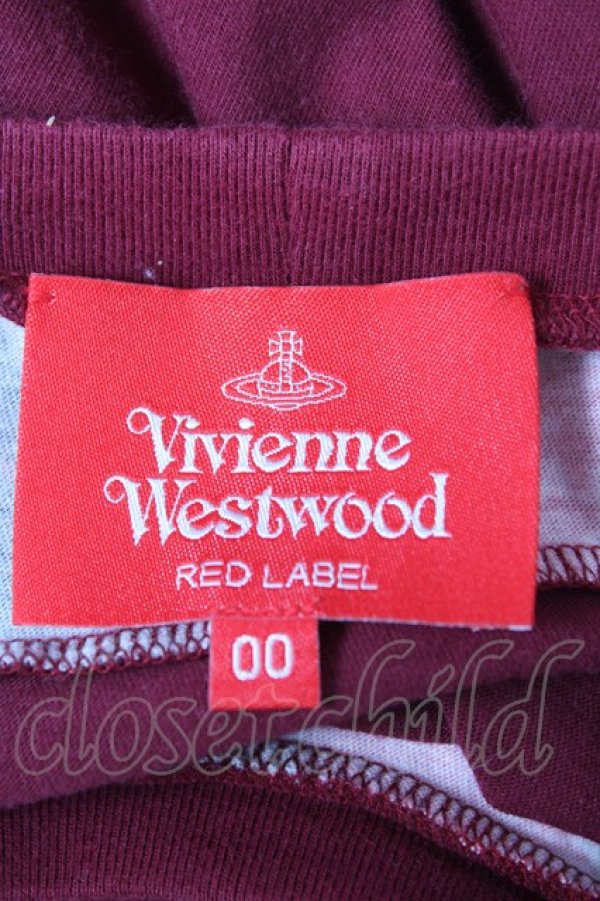 Vivienne
Westwood
RED LABEL
00
closetchild